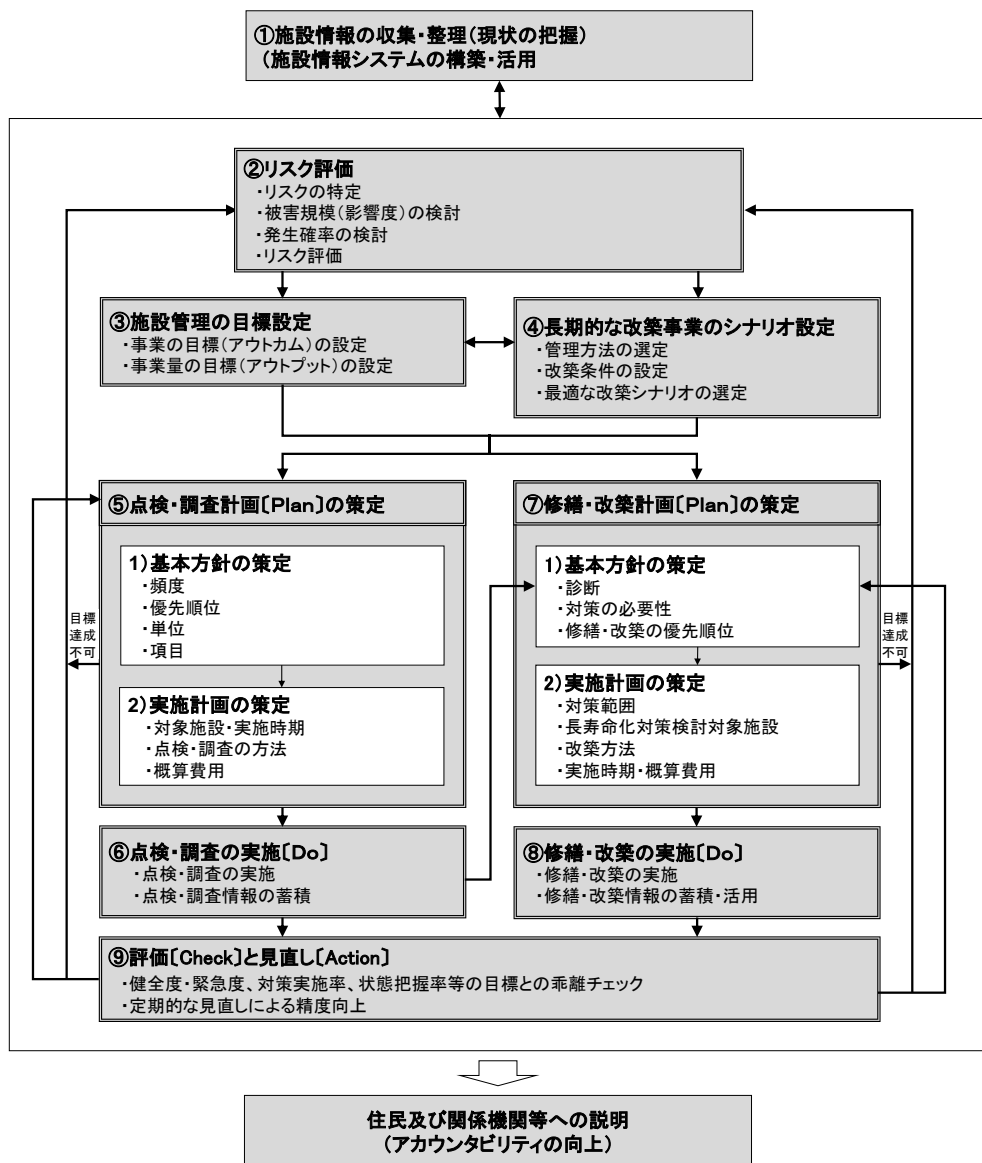 ①施設情報の収集・整理(現状の把握)
(施設情報システムの構築・活用
②リスク評価
・リスクの特定
・被害規模(影響度)の検討
・発生確率の検討
・リスク評価
③施設管理の目標設定
・事業の目標(アウトカム)の設定
・事業量の目標(アウトプット)の設定
④長期的な改築事業のシナリオ設定
・管理方法の選定
・改築条件の設定
・最適な改築シナリオの選定
⑤点検・調査計画〔Plan〕の策定
1)基本方針の策定
・頻度
・優先順位
・単位
・項目
2)実施計画の策定
・対象施設・実施時期
・点検・調査の方法
・概算費用
目標
達成
不可
⑦修繕・改築計画〔Plan〕の策定
1)基本方針の策定
・診断
・対策の必要性
・修繕・改築の優先順位
2)実施計画の策定
・対策範囲
・長寿命化対策検討対象施設
・改築方法
・実施時期・概算費用
目標
達成
不可
⑥点検・調査の実施〔Do〕
・点検・調査の実施
・点検・調査情報の蓄積
⑧修繕・改築の実施〔Do〕
・修繕・改築の実施
・修繕・改築情報の蓄積・活用
⑨評価〔Check〕と見直し〔Action〕
・健全度・緊急度、対策実施率、状態把握率等の目標との乖離チェック
・定期的な見直しによる精度向上
住民及び関係機関等への説明
(アカウンタビリティの向上)